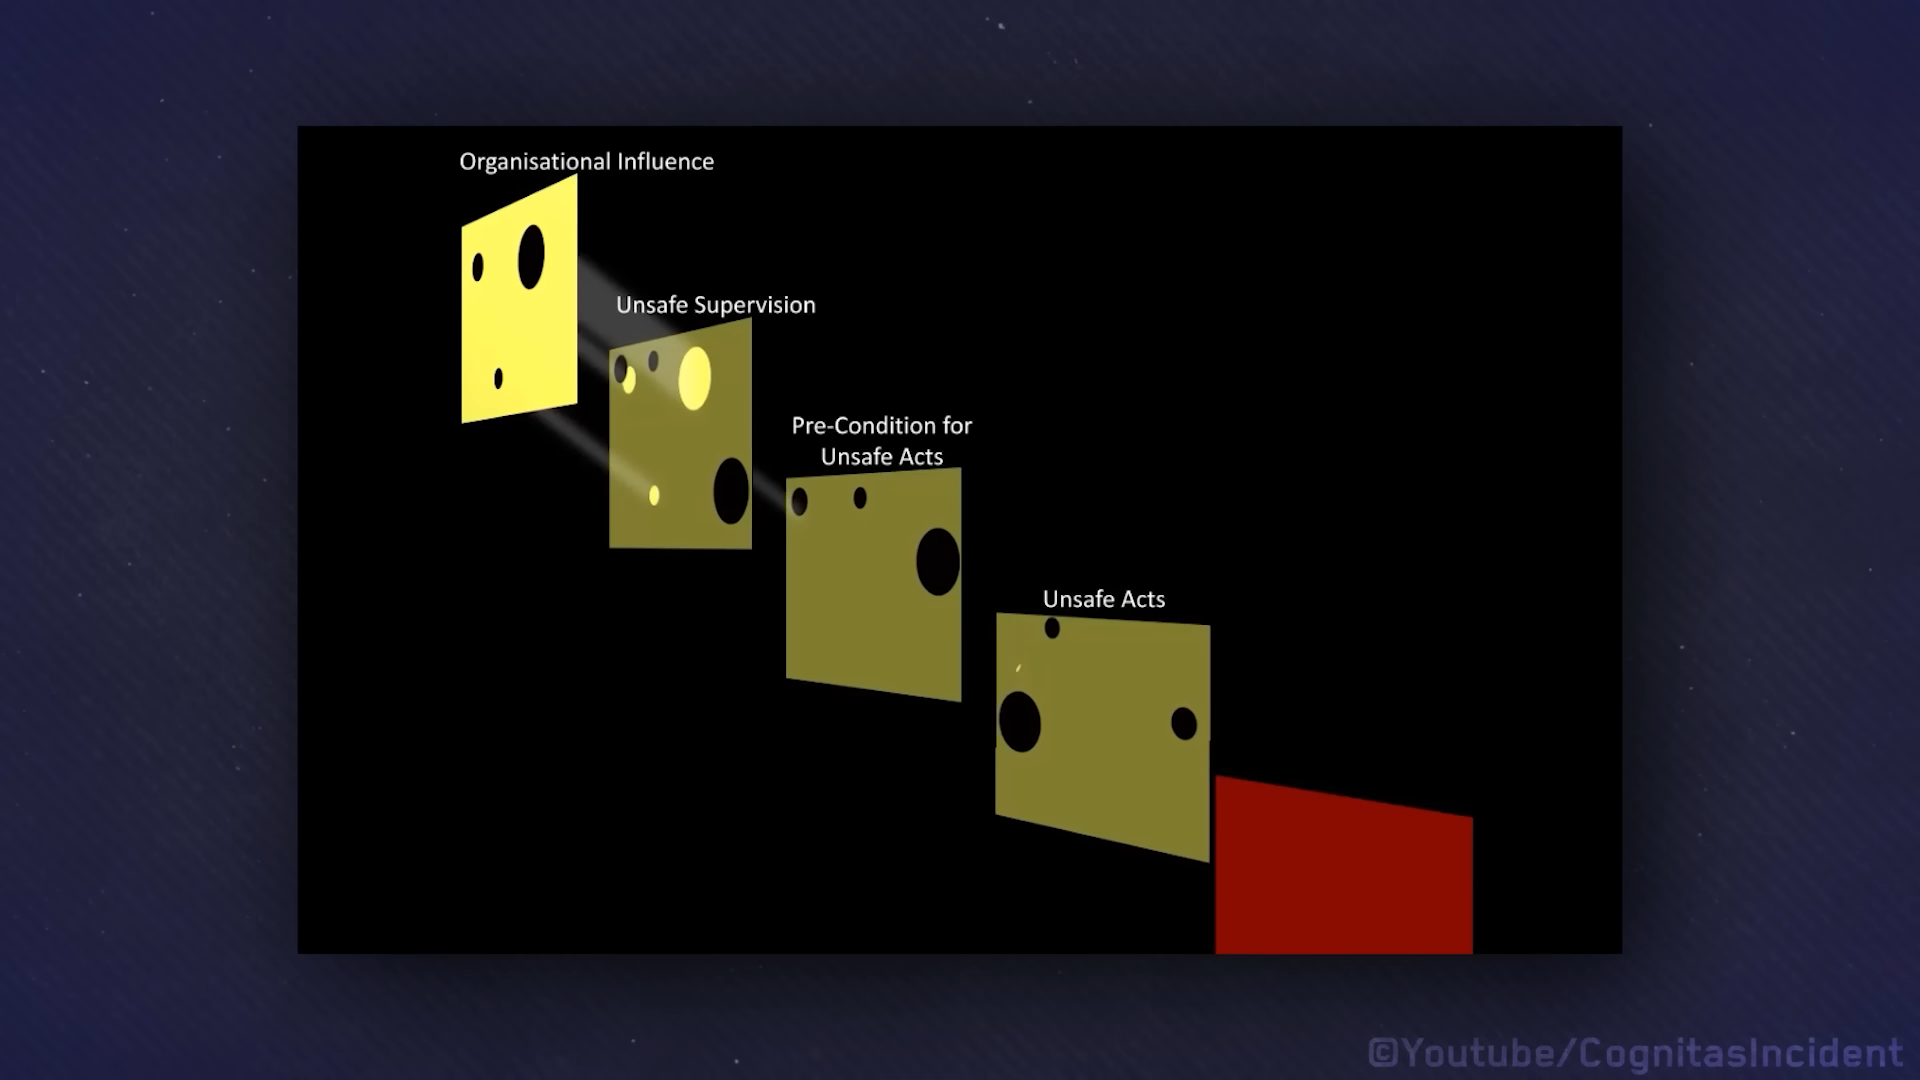 Organisational Influence
Unsafe Supervision
Pre-Condition for
Unsafe Acts
Unsafe Acts
©Youtube/CognitasIncident